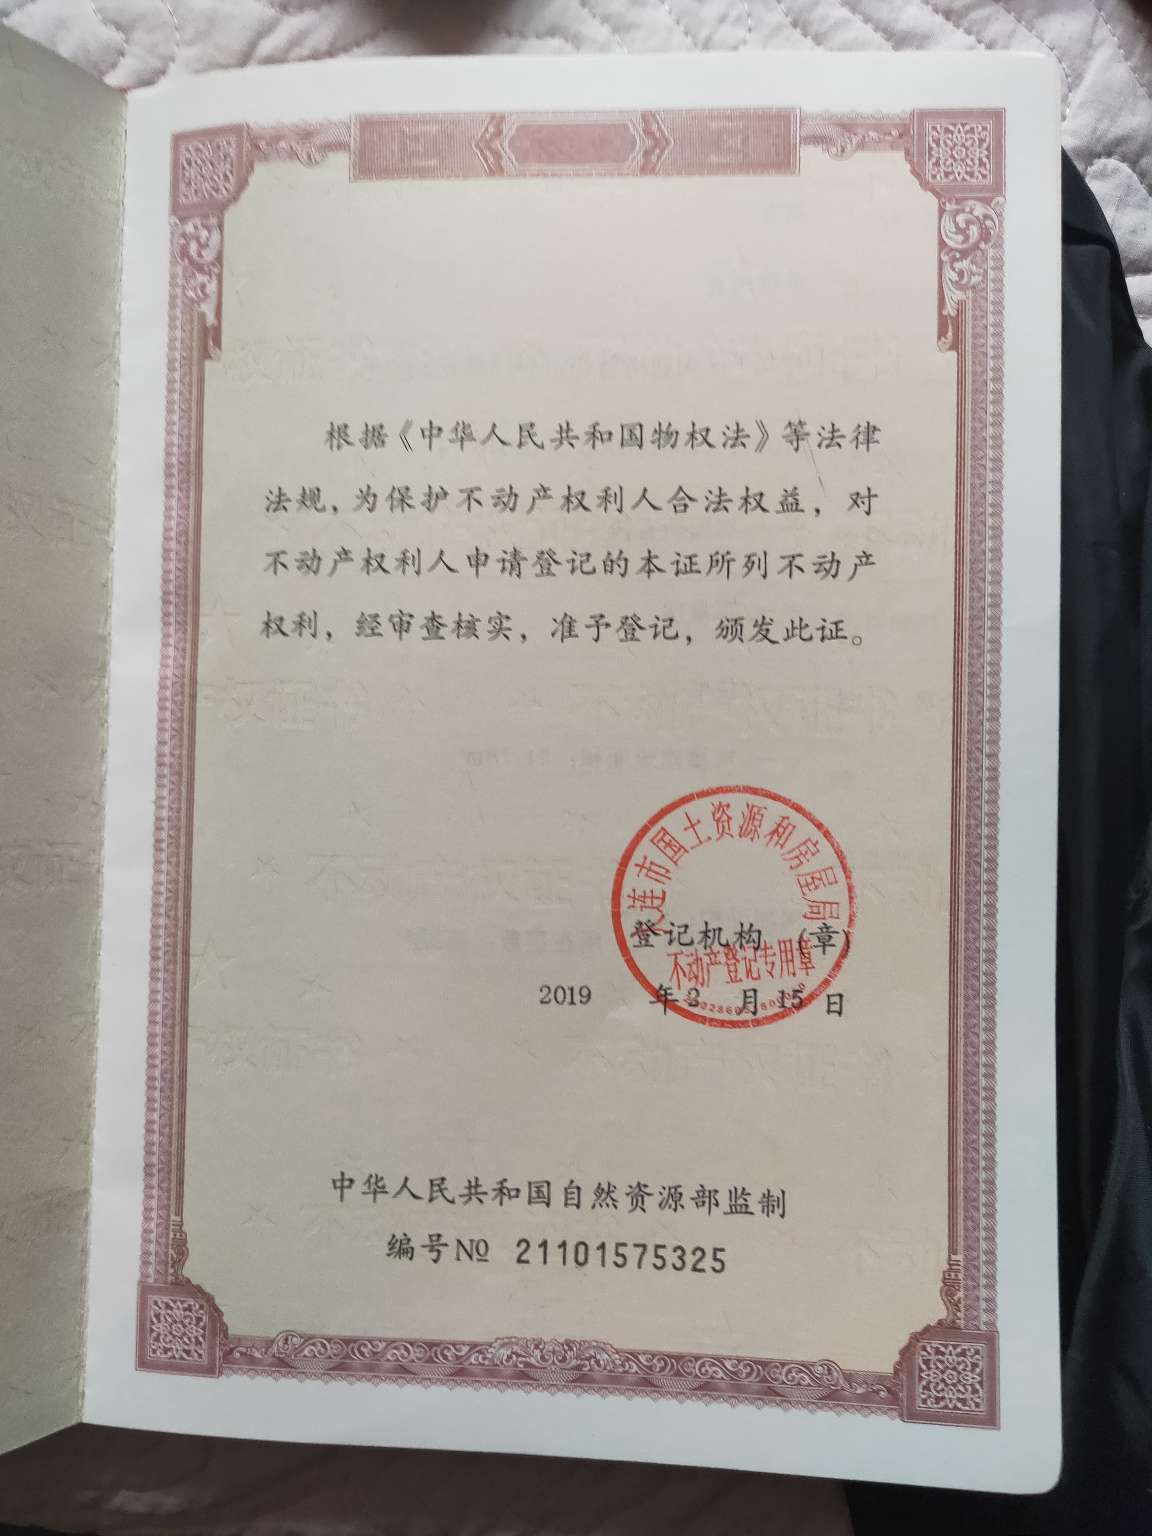 根据《中华人民共和国物权法》等法律
法规，为保护不动产权利人合法权益，对
不动产权利人申请登记的本证所列不动产
权利，经审查核实，准予登记，颁发此证。
大连市国土资源和房屋局
登记机构 (章)
不动产登记专用章
2019 年 2 月 15 日
中华人民共和国自然资源部监制
编号№ 21101575325